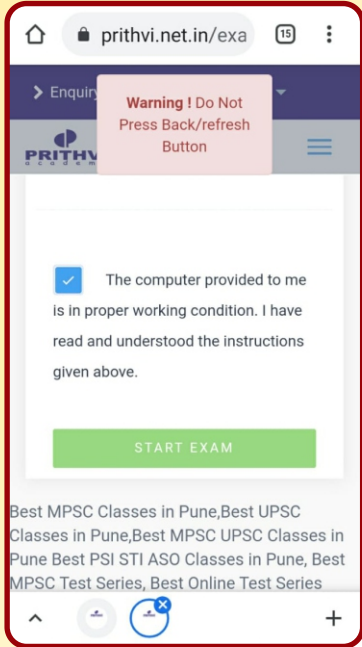 prithvi.net.in/exa
15
Enquiry
Warning ! Do Not
Press Back/refresh
Button
PRITHV
academ
The computer provided to me
is in proper working condition. I have
read and understood the instructions
given above.
START EXAM
Best MPSC Classes in Pune,Best UPSC
Classes in Pune,Best MPSC UPSC Classes in
Pune Best PSI STI ASO Classes in Pune, Best
MPSC Test Series, Best Online Test Series